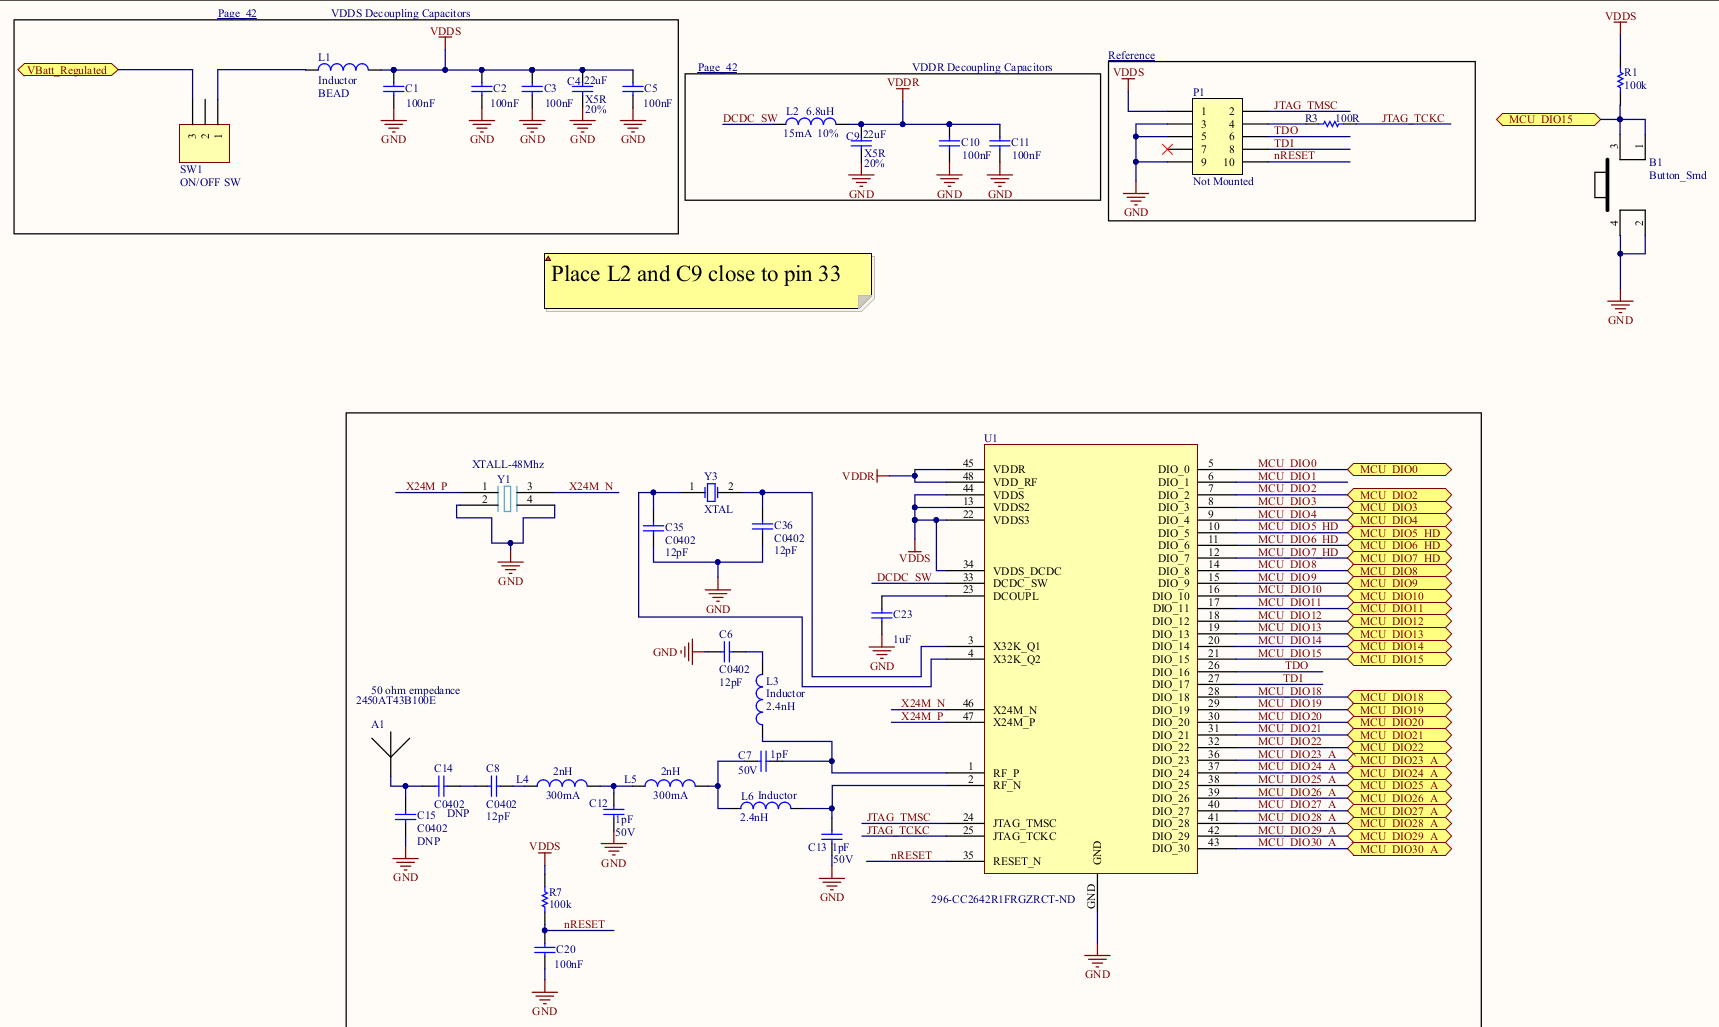 Page 42
VDDS Decoupling Capacitors
VDDS
VBatt_Regulated
L1
Inductor
BEAD
C1
100nF
C2
100nF
C3
100nF
C4
22uF
X5R
20%
C5
100nF
GND
GND
GND
GND
GND
3
2
1
SW1
ON/OFF SW
Page 42
VDDR Decoupling Capacitors
VDDR
DCDC_SW
L2 6.8uH
15mA 10%
C9
22uF
X5R
20%
C10
100nF
C11
100nF
GND
GND
GND
Reference
VDDS
P1
1 2
3 4
5 6
7 8
9 10
JTAG_TMSC
R3 100R JTAG_TCKC
TDO
TDI
nRESET
Not Mounted
GND
VDDS
R1
100k
MCU_DIO15
3
1
B1
Button_Smd
4
2
GND
Place L2 and C9 close to pin 33
XTALL-48Mhz
Y1
X24M_P
1
2
3
4
X24M_N
GND
Y3
1
2
XTAL
C35
C0402
12pF
C36
C0402
12pF
GND
GND
C6
C0402
12pF
L3
Inductor
2.4nH
50 ohm empedance
2450AT43B100E
A1
C14
C0402
DNP
C8
C0402
12pF
C15
C0402
DNP
GND
L4
2nH
300mA
C12
1pF
50V
GND
L5
2nH
300mA
C7
1pF
50V
L6 Inductor
2.4nH
C13
1pF
50V
GND
VDDS
R7
100k
nRESET
C20
100nF
GND
U1
VDDR
45 VDDR
48 VDD_RF
44 VDDS
13 VDDS2
22 VDDS3
VDDS
34 VDDS_DCDC
DCDC_SW 33 DCDC_SW
23 DCOUPL
C23
1uF
GND
3 X32K_Q1
4 X32K_Q2
X24M_N 46 X24M_N
X24M_P 47 X24M_P
1 RF_P
2 RF_N
JTAG_TMSC 24 JTAG_TMSC
JTAG_TCKC 25 JTAG_TCKC
nRESET 35 RESET_N
DIO_0 5 MCU_DIO0 MCU_DIO0
DIO_1 6 MCU_DIO1
DIO_2 7 MCU_DIO2 MCU_DIO2
DIO_3 8 MCU_DIO3 MCU_DIO3
DIO_4 9 MCU_DIO4 MCU_DIO4
DIO_5 10 MCU_DIO5_HD MCU_DIO5_HD
DIO_6 11 MCU_DIO6_HD MCU_DIO6_HD
DIO_7 12 MCU_DIO7_HD MCU_DIO7_HD
DIO_8 14 MCU_DIO8 MCU_DIO8
DIO_9 15 MCU_DIO9 MCU_DIO9
DIO_10 16 MCU_DIO10 MCU_DIO10
DIO_11 17 MCU_DIO11 MCU_DIO11
DIO_12 18 MCU_DIO12 MCU_DIO12
DIO_13 19 MCU_DIO13 MCU_DIO13
DIO_14 20 MCU_DIO14 MCU_DIO14
DIO_15 21 MCU_DIO15 MCU_DIO15
DIO_16 26 TDO
DIO_17 27 TDI
DIO_18 28 MCU_DIO18 MCU_DIO18
DIO_19 29 MCU_DIO19 MCU_DIO19
DIO_20 30 MCU_DIO20 MCU_DIO20
DIO_21 31 MCU_DIO21 MCU_DIO21
DIO_22 32 MCU_DIO22 MCU_DIO22
DIO_23 36 MCU_DIO23_A MCU_DIO23_A
DIO_24 37 MCU_DIO24_A MCU_DIO24_A
DIO_25 38 MCU_DIO25_A MCU_DIO25_A
DIO_26 39 MCU_DIO26_A MCU_DIO26_A
DIO_27 40 MCU_DIO27_A MCU_DIO27_A
DIO_28 41 MCU_DIO28_A MCU_DIO28_A
DIO_29 42 MCU_DIO29_A MCU_DIO29_A
DIO_30 43 MCU_DIO30_A MCU_DIO30_A
GND
GND
296-CC2642R1FRGZRCT-ND
GND